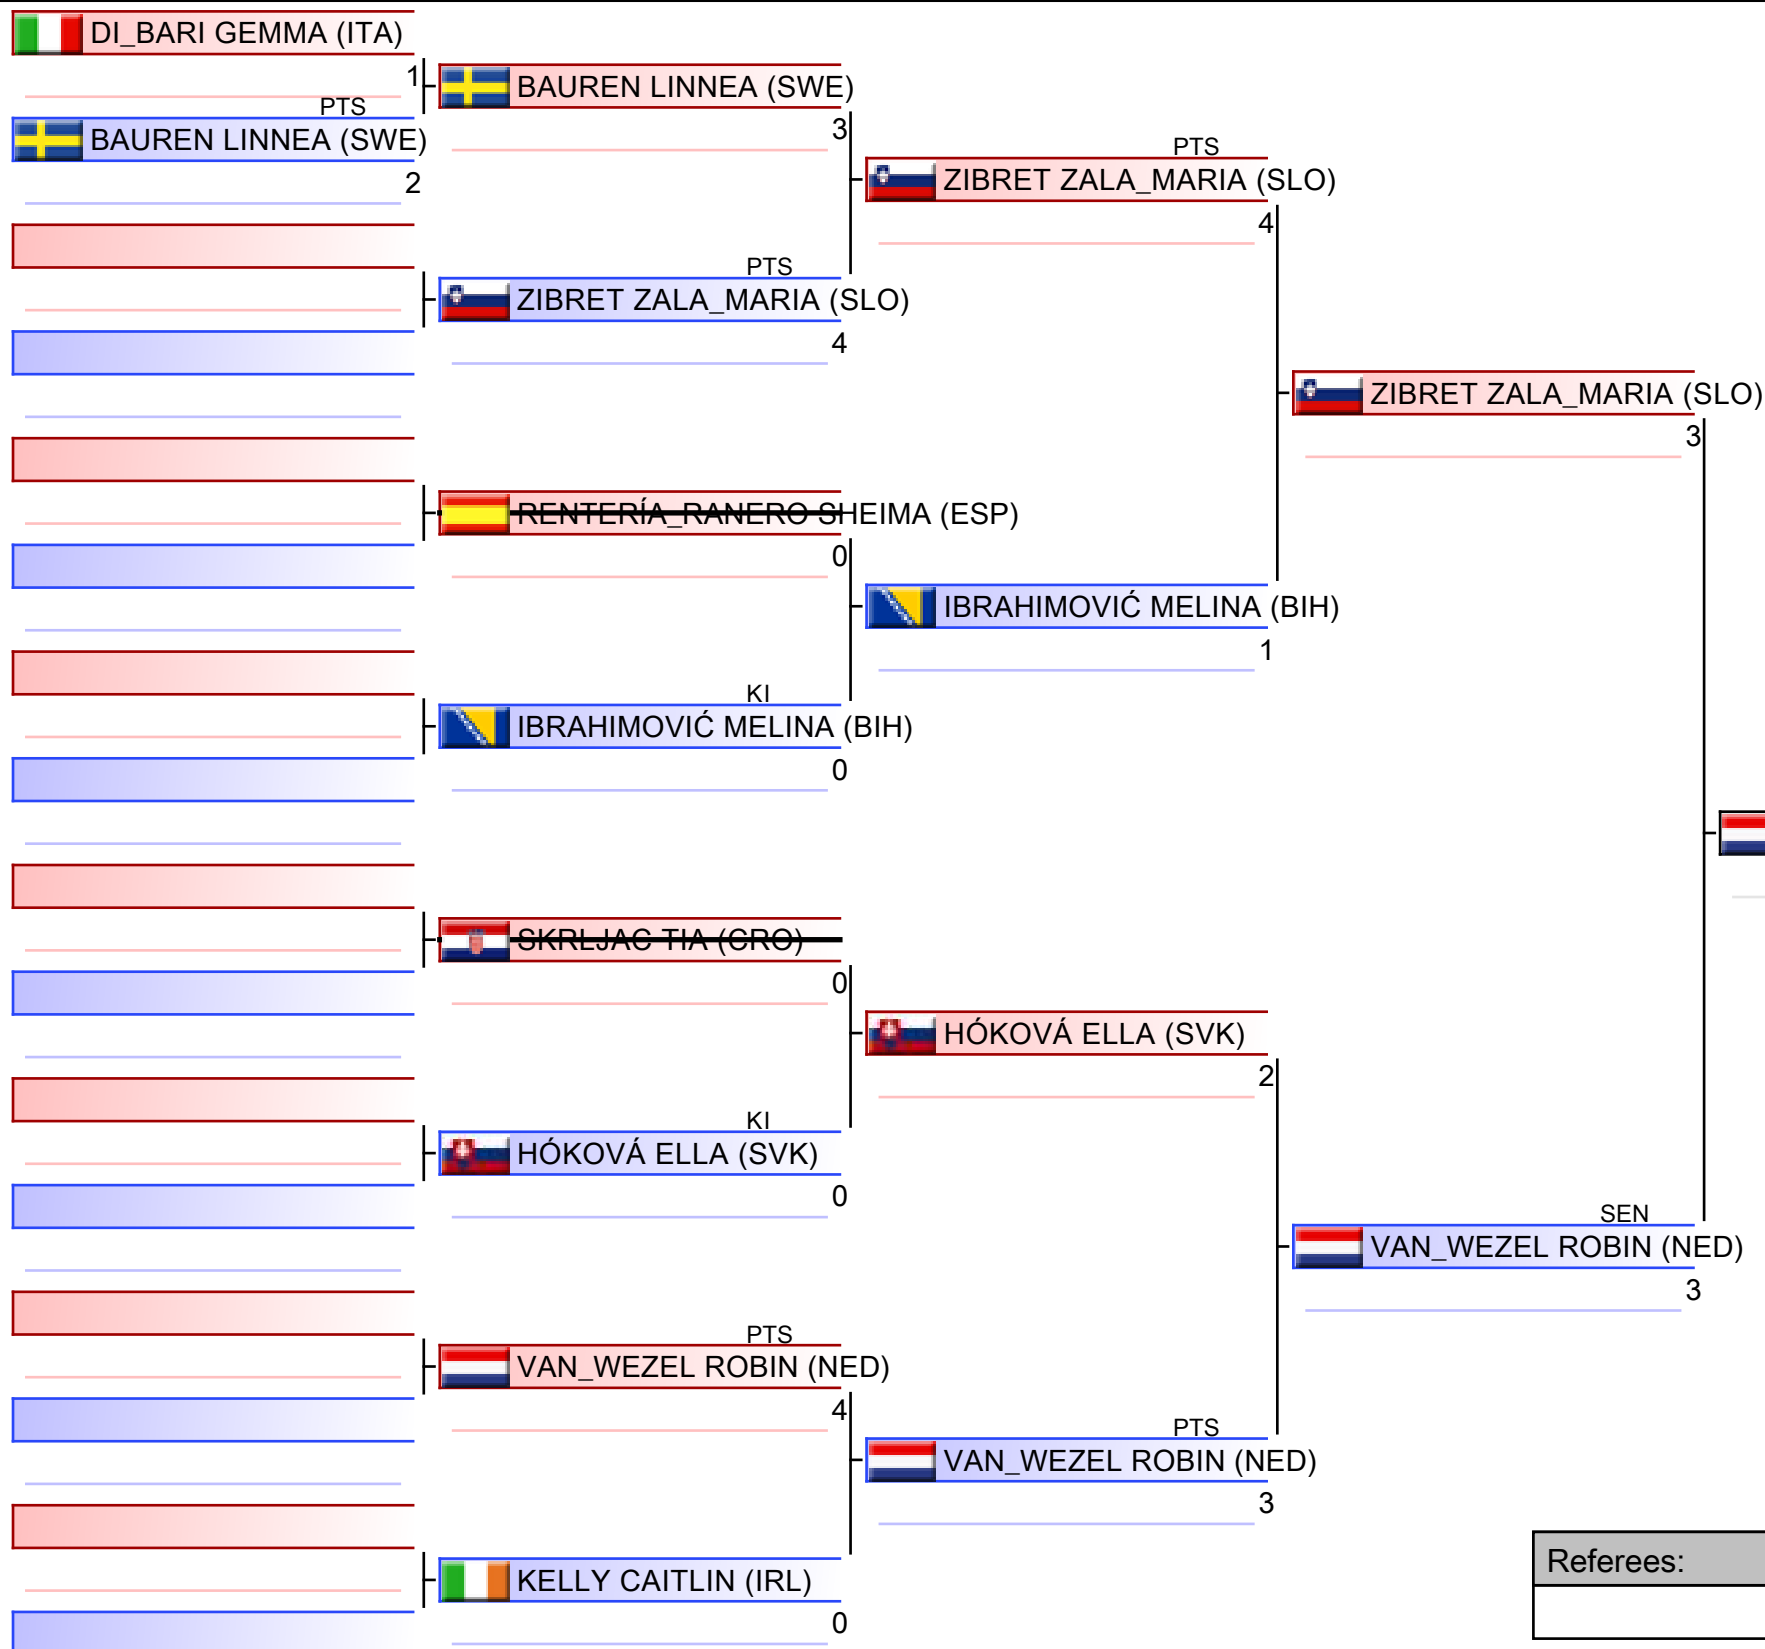 DI_BARI GEMMA (ITA)
1
PTS
BAUREN LINNEA (SWE)
2
BAUREN LINNEA (SWE)
3
PTS
ZIBRET ZALA_MARIA (SLO)
4
RENTERÍA_RANERO SHEIMA (ESP)
0
KI
IBRAHIMOVIĆ MELINA (BIH)
0
SKRLJAC TIA (CRO)
0
KI
HÓKOVÁ ELLA (SVK)
0
PTS
VAN_WEZEL ROBIN (NED)
4
KELLY CAITLIN (IRL)
0
PTS
ZIBRET ZALA_MARIA (SLO)
4
IBRAHIMOVIĆ MELINA (BIH)
1
HÓKOVÁ ELLA (SVK)
2
PTS
VAN_WEZEL ROBIN (NED)
3
ZIBRET ZALA_MARIA (SLO)
3
SEN
VAN_WEZEL ROBIN (NED)
3
Referees: